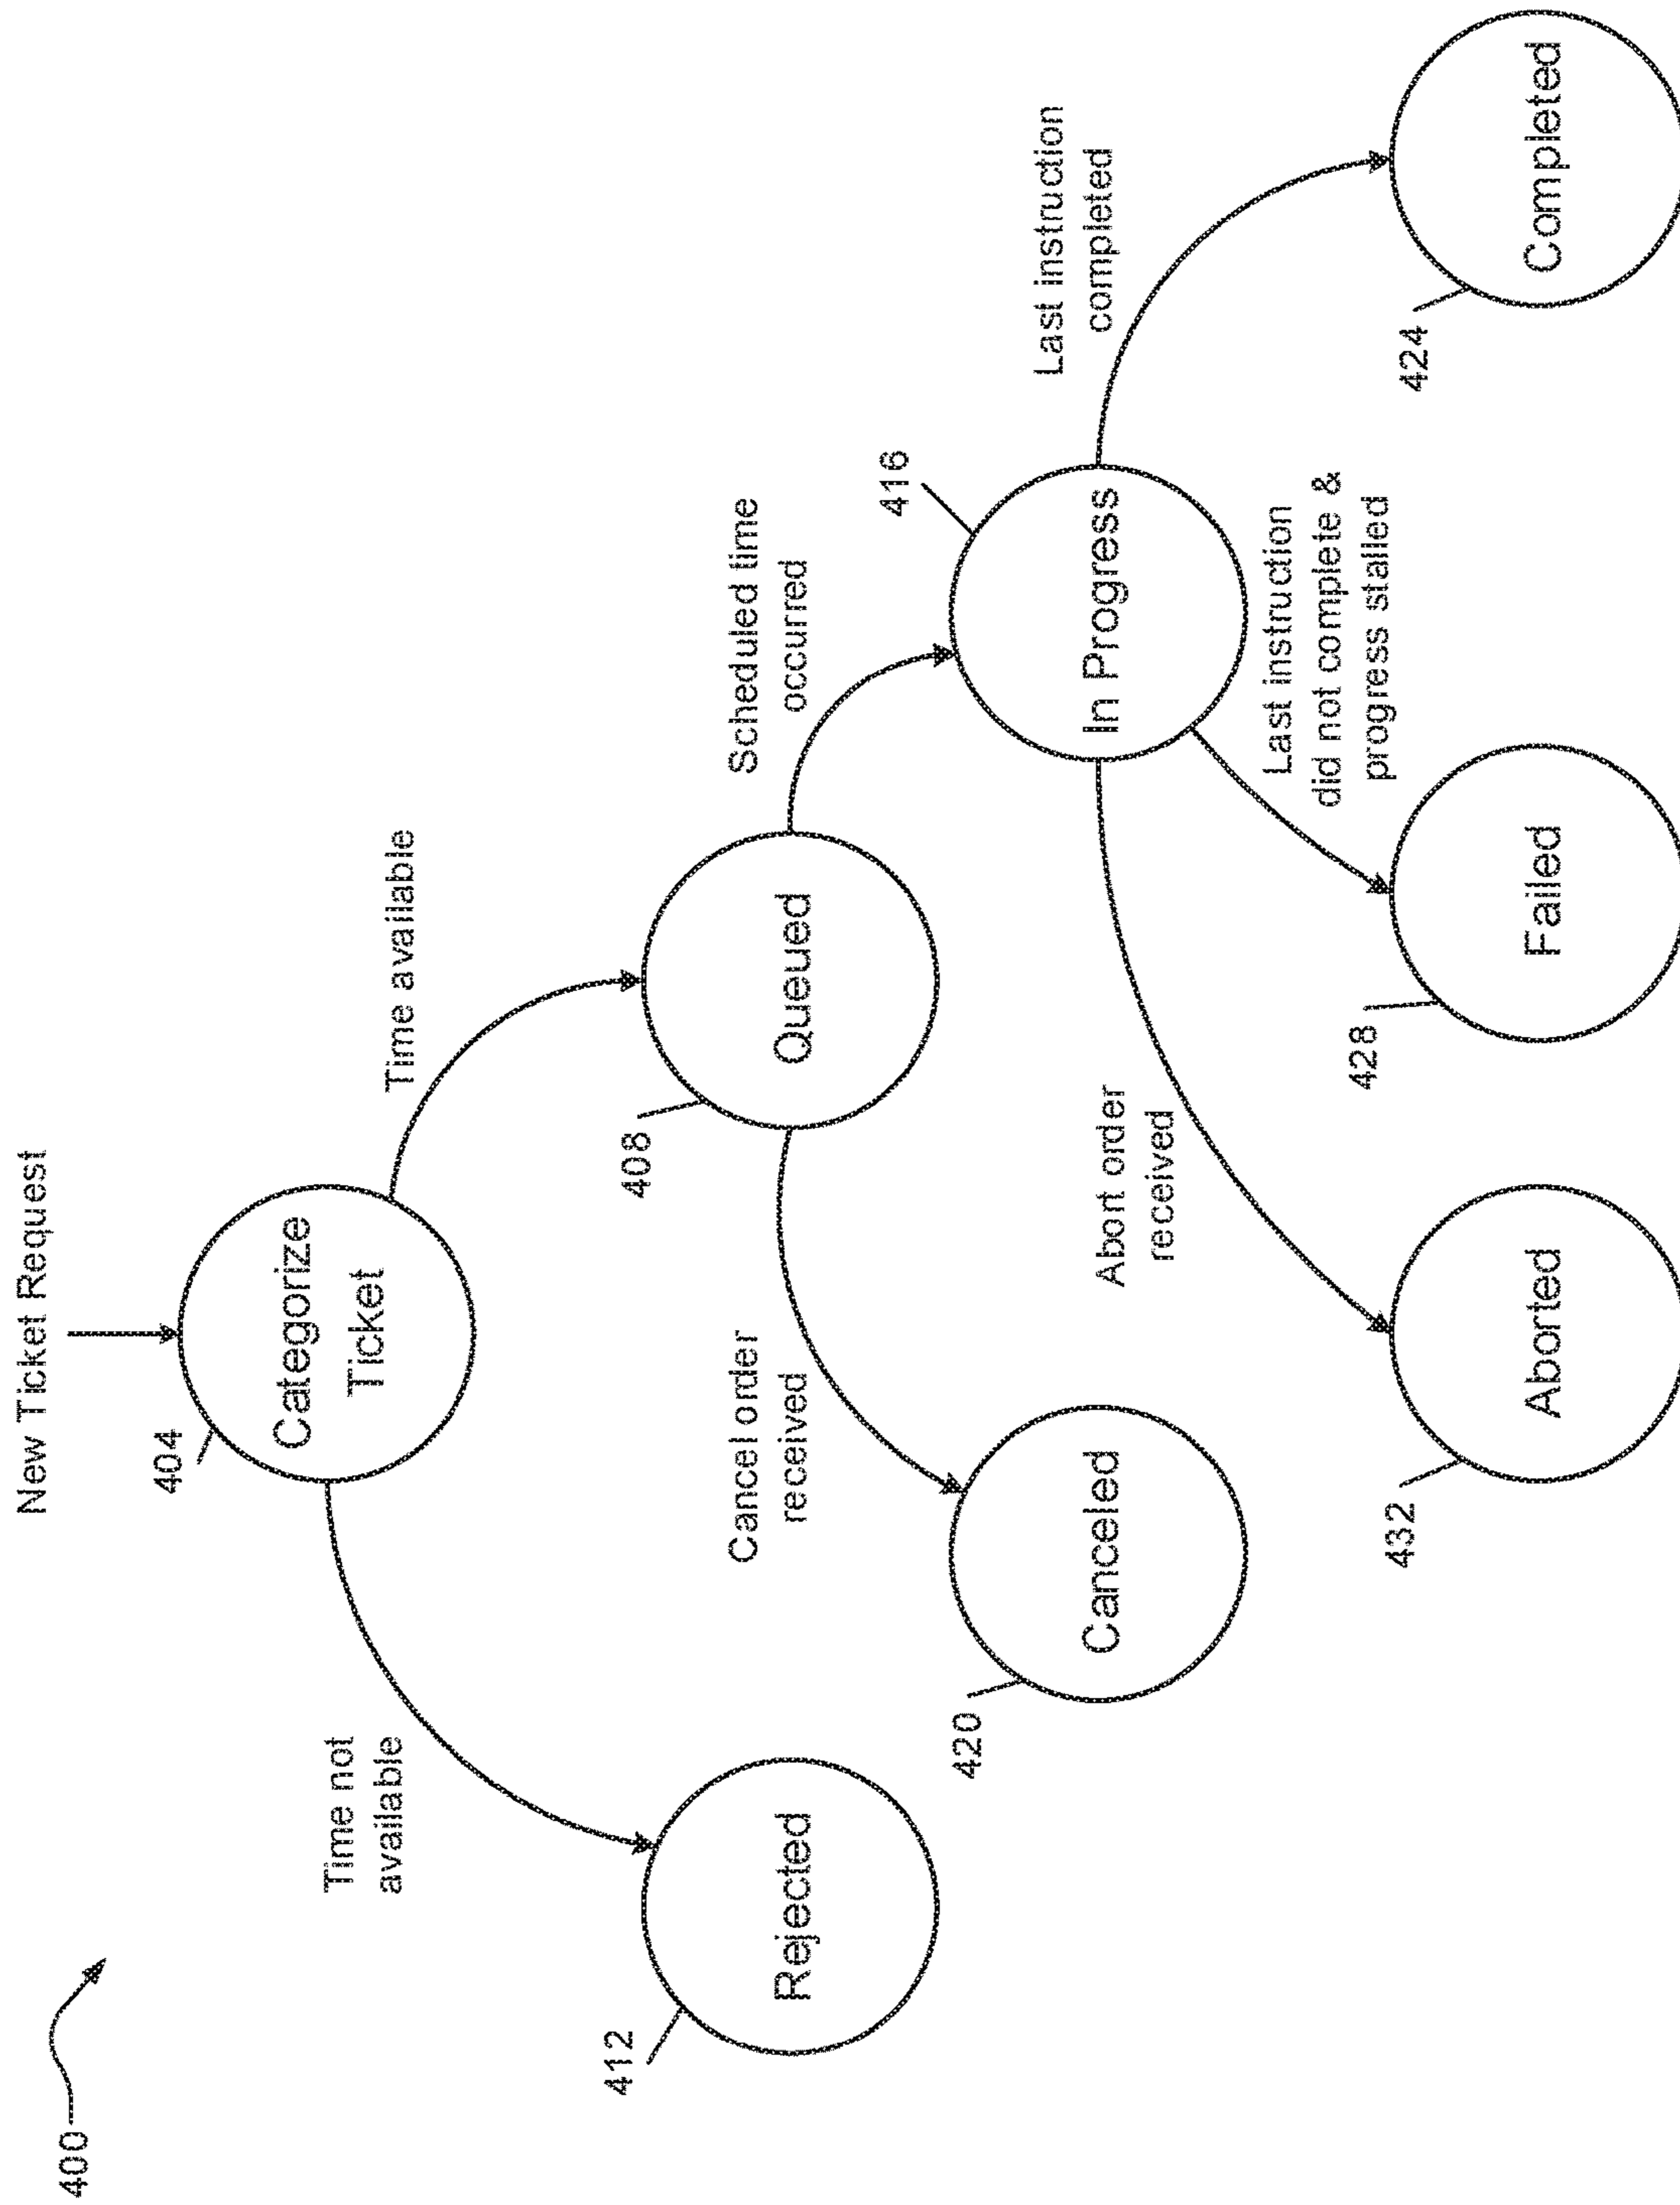 400
New Ticket Request
404
Categorize
Ticket
Time not
available
Time available
412
Rejected
408
Queued
Cancel order
received
Scheduled time
occurred
420
Canceled
416
In Progress
Abort order
received
Last instruction
did not complete &
progress stalled
Last instruction
completed
432
Aborted
428
Failed
424
Completed